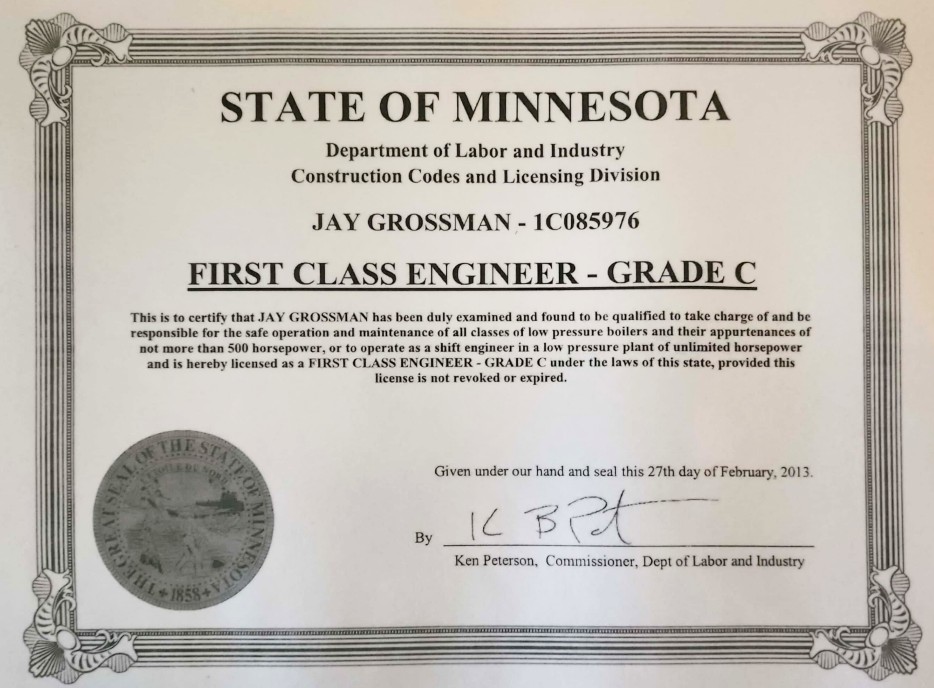 STATE OF MINNESOTA
Department of Labor and Industry
Construction Codes and Licensing Division
JAY GROSSMAN - 1C085976
FIRST CLASS ENGINEER - GRADE C
This is to certify that JAY GROSSMAN has been duly examined and found to be qualified to take charge of and be
responsible for the safe operation and maintenance of all classes of low pressure boilers and their appurtenances of
not more than 500 horsepower, or to operate as a shift engineer in a low pressure plant of unlimited horsepower
and is hereby licensed as a FIRST CLASS ENGINEER - GRADE C under the laws of this state, provided this
license is not revoked or expired.
THE GREAT SEAL OF THE STATE OF MINNESOTA
1858
Given under our hand and seal this 27th day of February, 2013.
By
Ken Peterson, Commissioner, Dept of Labor and Industry